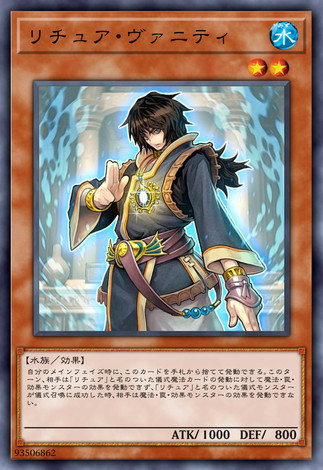 リチュア・ヴァニティ
水
【水族／効果】
自分のメインフェイズ時に、このカードを手札から捨てて発動できる。このタ
ーン、相手は「リチュア」と名のついた儀式魔法カードの発動に対して魔法・罠・
効果モンスターの効果を発動できず、「リチュア」と名のついた儀式モンスター
が儀式召喚に成功した時、相手は魔法・罠・効果モンスターの効果を発動できな
い。
ATK/ 1000 DEF/ 800
93506862